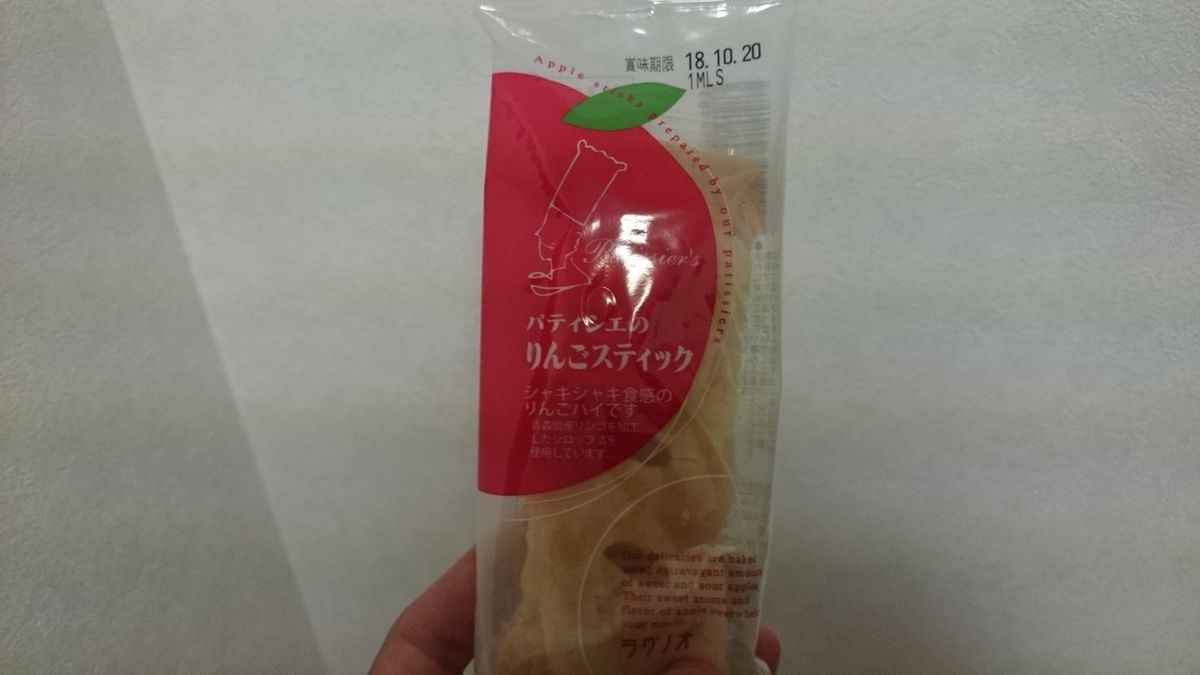 賞味期限 18.10.20
1MLS
Apple sticks prepared by our patissiers
Patissier's
パティシエの
りんごスティック
シャキシャキ食感の
りんごパイです
青森県産リンゴを加工
したシロップ漬を
使用しています
Our delicacies are baked
using extravagant amounts
of sweet and sour apples.
Their sweet aroma and
flavor of apple overwhelm
your mouth.
ラグノオ